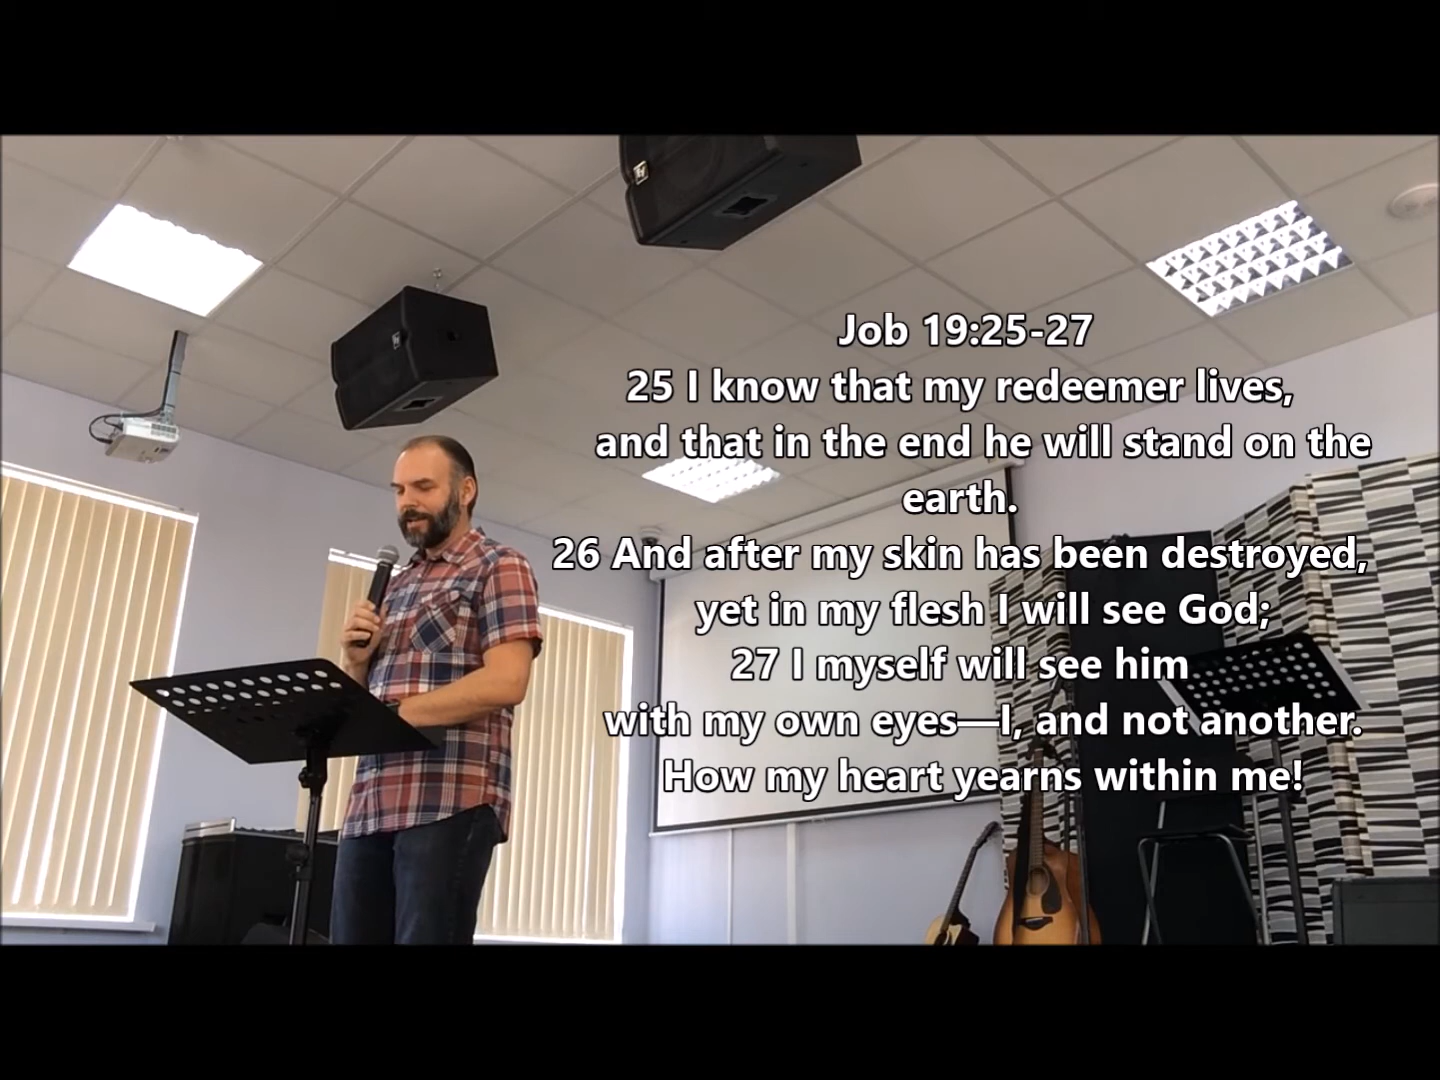 Job 19:25-27
25 I know that my redeemer lives,
and that in the end he will stand on the
earth.
26 And after my skin has been destroyed,
yet in my flesh I will see God;
27 I myself will see him
with my own eyes—I, and not another.
How my heart yearns within me!